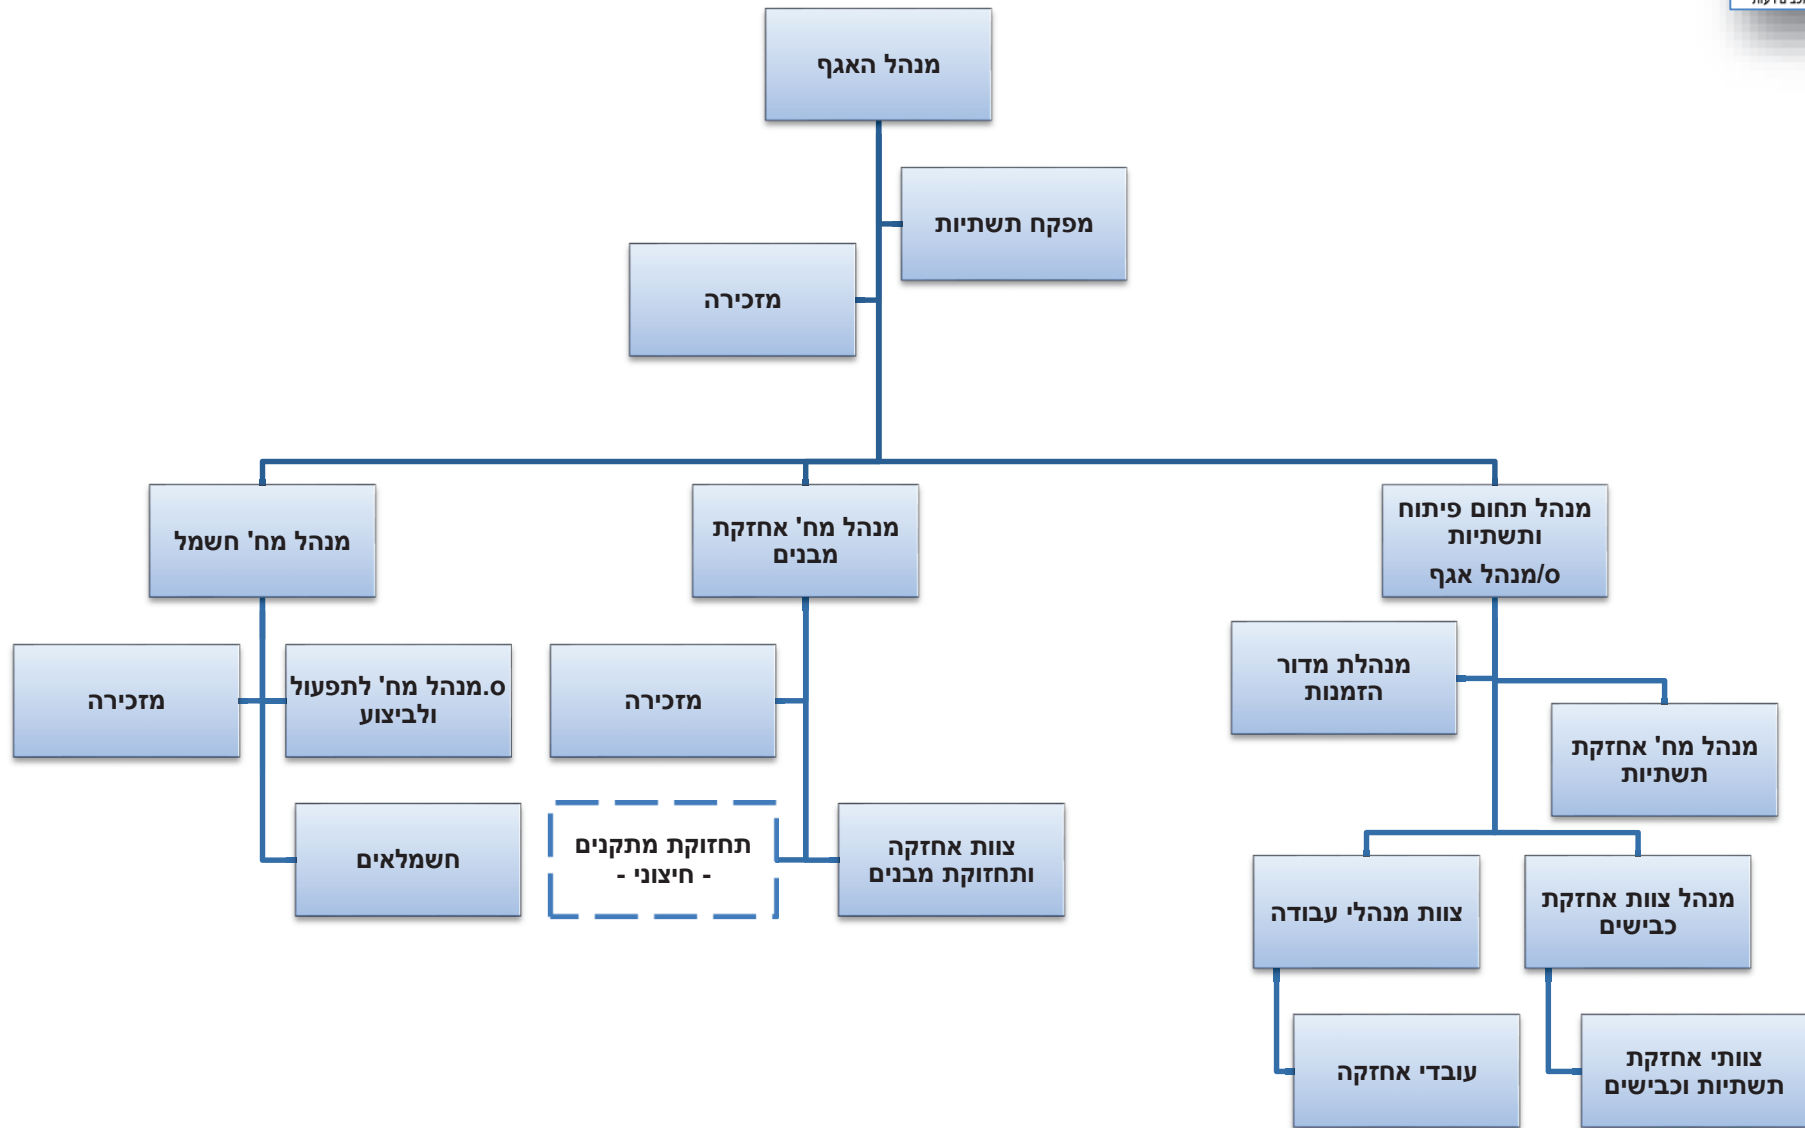 מנהל האגף
מפקח תשתיות
מזכירה
מנהל תחום פיתוח
ותשתיות
ס/מנהל אגף
מנהל מח' אחזקת
מבנים
מנהל מח' חשמל
מנהלת מדור
הזמנות
מנהל מח' אחזקת
תשתיות
מזכירה
ס.מנהל מח' לתפעול
ולביצוע
מזכירה
צוות אחזקה
ותחזוקת מבנים
תחזוקת מתקנים
- חיצוני -
חשמלאים
מנהל צוות אחזקת
כבישים
צוות מנהלי עבודה
צוותי אחזקת
תשתיות וכבישים
עובדי אחזקה